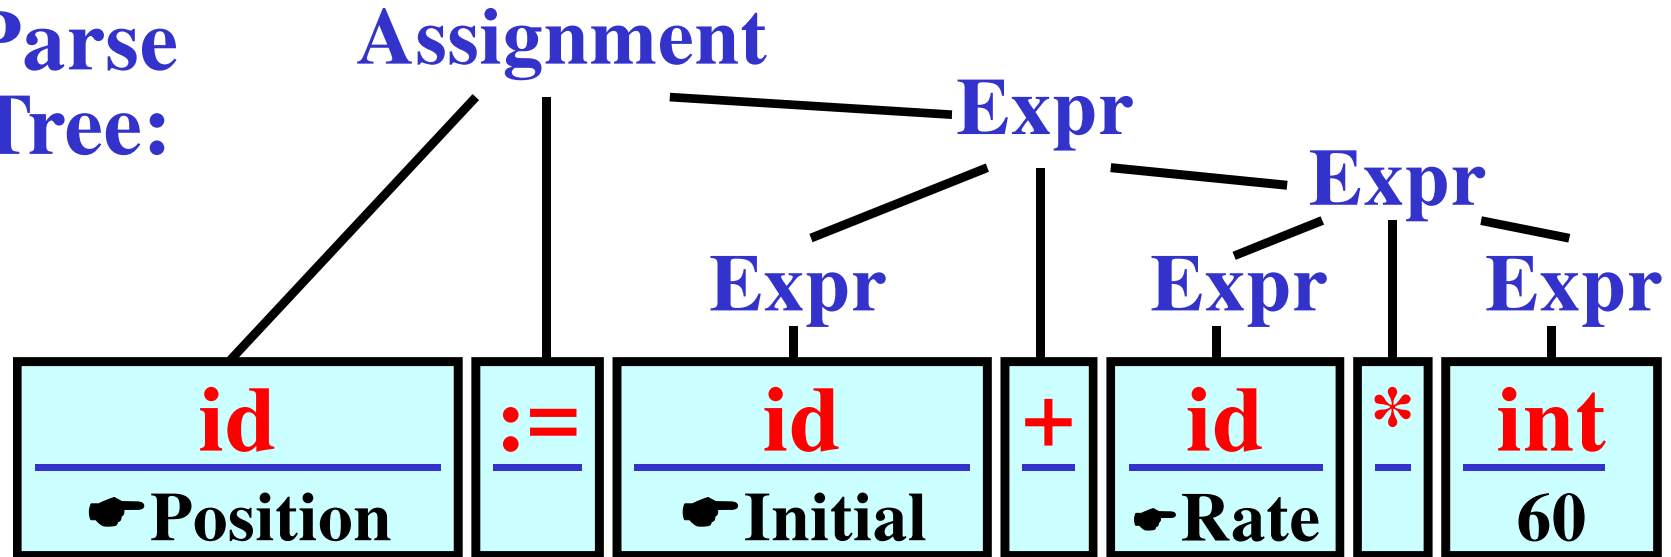 Parse
Tree:
Assignment
Expr
Expr
Expr Expr Expr
id := id + id * int
☛Position ☛Initial ☛Rate 60